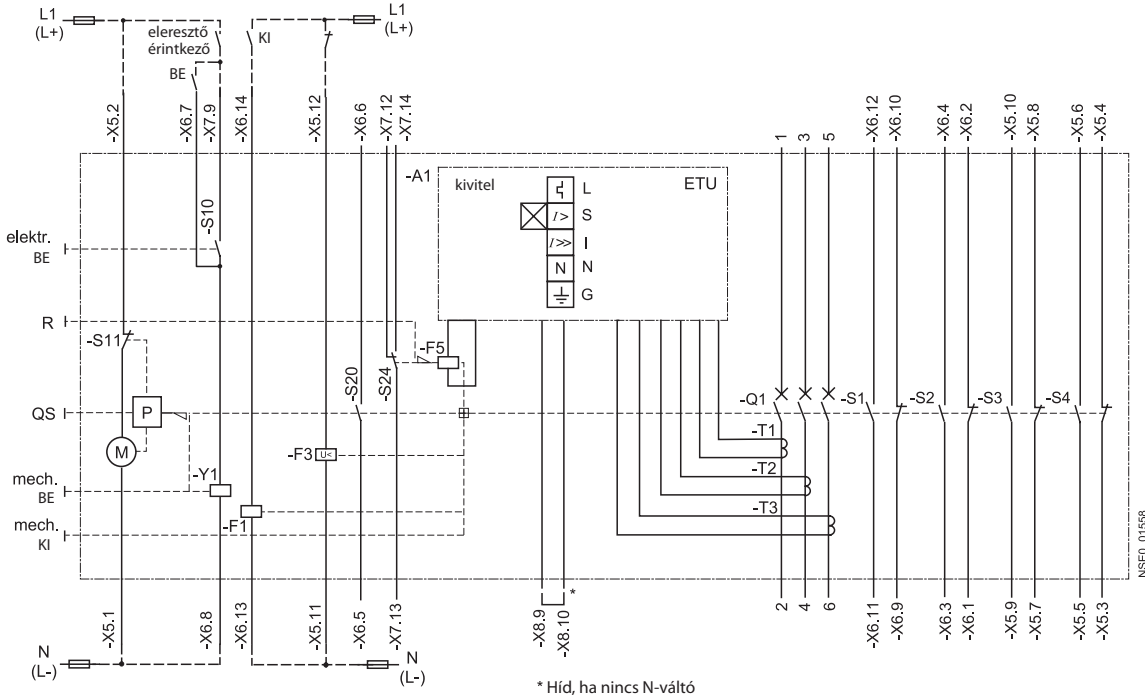 L1
(L+)
eleresztő
érintkező
KI
L1
(L+)
BE
-X5.2
-X6.7
-X7.9
-X6.14
-X5.12
-X6.6
-X7.12
-X7.14
1
3
5
-X6.12
-X6.10
-X6.4
-X6.2
-X5.10
-X5.8
-X5.6
-X5.4
-A1
kivitel
ETU
L
I>
S
I>>
I
N
N
G
-S10
elektr.
BE
R
-S11
-F5
-S20
-S24
QS
P
-Q1
-S1
-S2
-S3
-S4
M
-F3
U<
-T1
-Y1
-T2
mech.
BE
-F1
-T3
mech.
KI
NSE0_01558
-X5.1
-X6.8
-X6.13
-X5.11
-X6.5
-X7.13
-X8.9
-X8.10
*
2
4
6
-X6.11
-X6.9
-X6.3
-X6.1
-X5.9
-X5.7
-X5.5
-X5.3
N
(L-)
N
(L-)
* Híd, ha nincs N-váltó